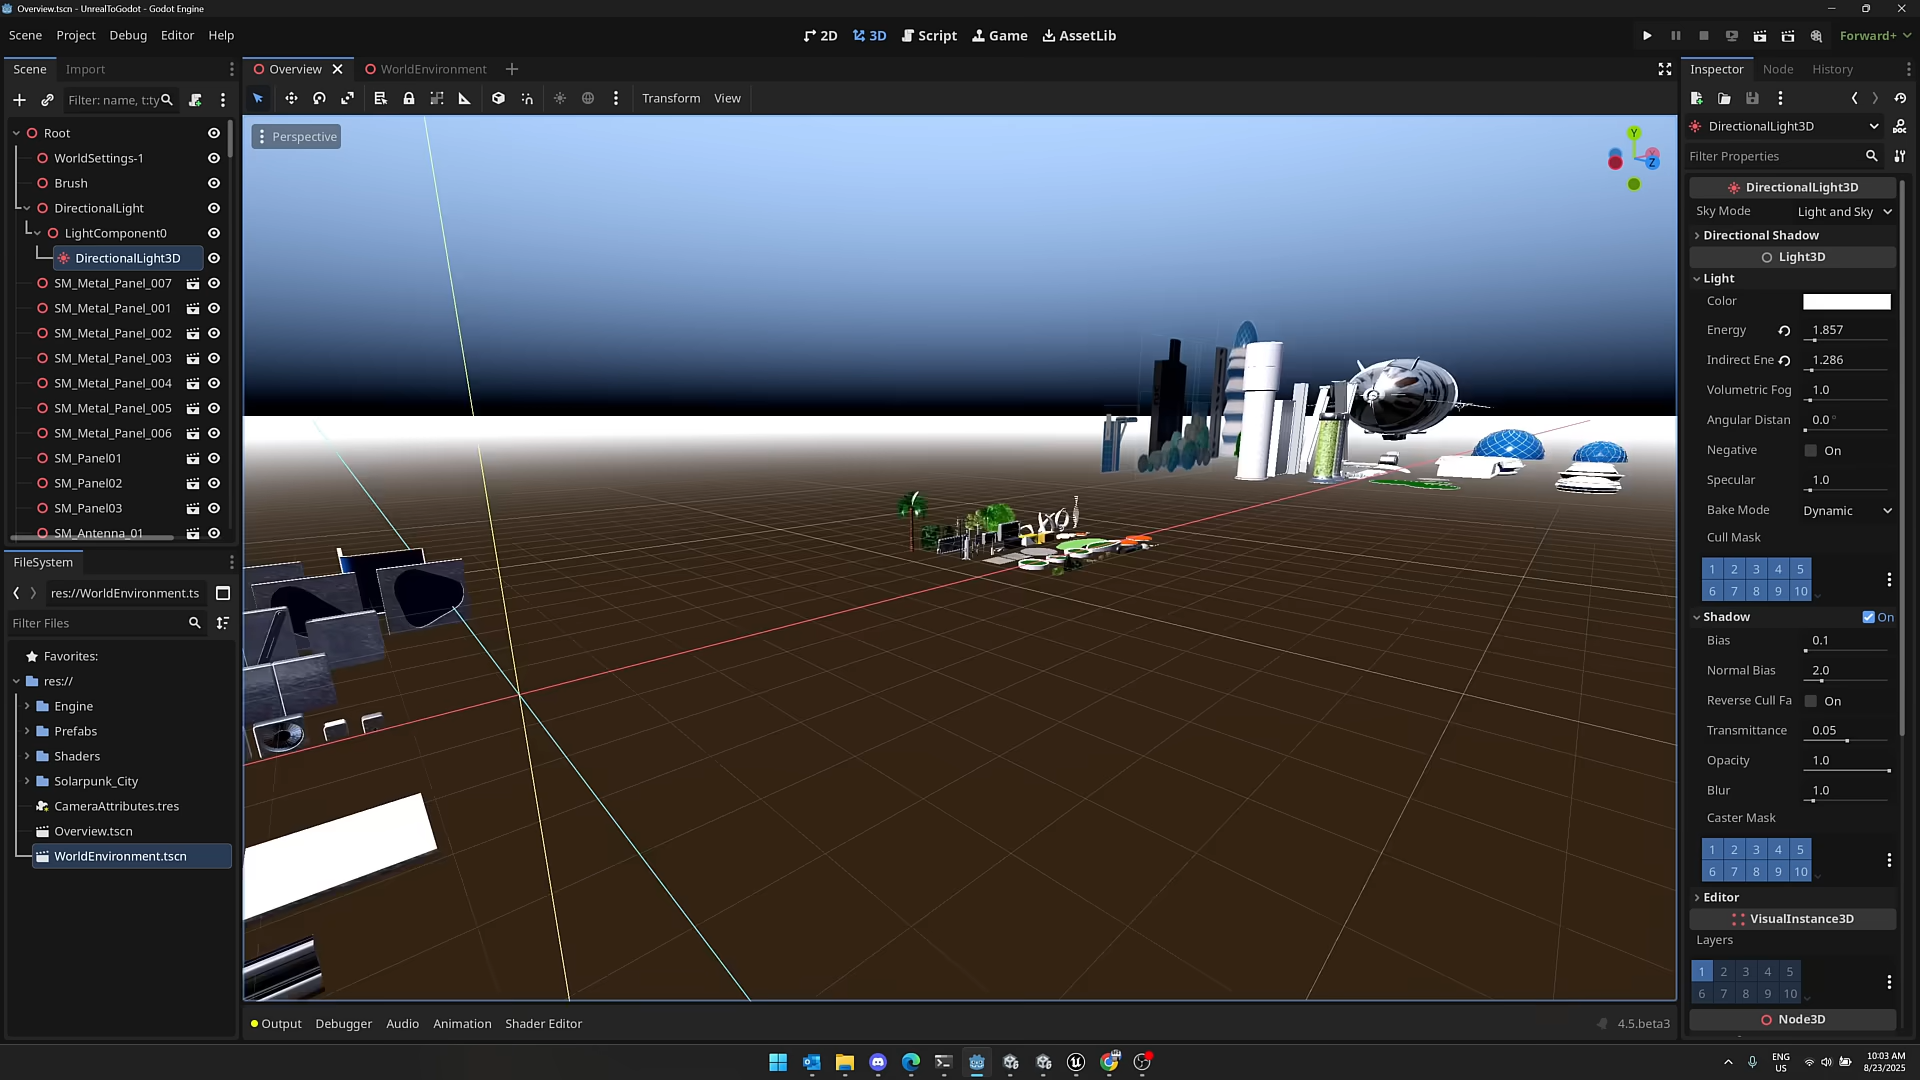 Overview.tscn - UnrealToGodot - Godot Engine
Scene Project Debug Editor Help
2D 3D Script Game AssetLib
Forward+
Scene Import
Overview WorldEnvironment
Inspector Node History
Filter: name, t:ty
Transform View
DirectionalLight3D
Filter Properties
Perspective
Y
Z
Root
WorldSettings-1
Brush
DirectionalLight
LightComponent0
DirectionalLight3D
SM_Metal_Panel_007
SM_Metal_Panel_001
SM_Metal_Panel_002
SM_Metal_Panel_003
SM_Metal_Panel_004
SM_Metal_Panel_005
SM_Metal_Panel_006
SM_Panel01
SM_Panel02
SM_Panel03
SM_Antenna_01
FileSystem
res://WorldEnvironment.ts
Filter Files
Favorites:
res://
Engine
Prefabs
Shaders
Solarpunk_City
CameraAttributes.tres
Overview.tscn
WorldEnvironment.tscn
DirectionalLight3D
Sky Mode Light and Sky
Directional Shadow
Light3D
Light
Color
Energy 1.857
Indirect Ene 1.286
Volumetric Fog 1.0
Angular Distan 0.0 °
Negative On
Specular 1.0
Bake Mode Dynamic
Cull Mask
1 2 3 4 5
6 7 8 9 10
Shadow On
Bias 0.1
Normal Bias 2.0
Reverse Cull Fa On
Transmittance 0.05
Opacity 1.0
Blur 1.0
Caster Mask
1 2 3 4 5
6 7 8 9 10
Editor
VisualInstance3D
Layers
1 2 3 4 5
6 7 8 9 10
Node3D
Output Debugger Audio Animation Shader Editor
4.5.beta3
ENG
US
10:03 AM
8/23/2025